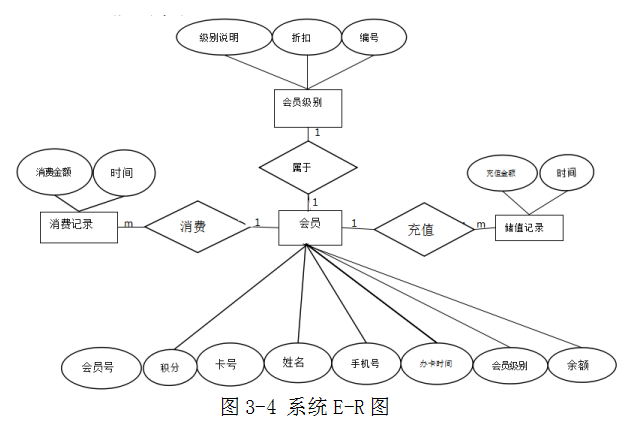 级别说明 折扣 编号
会员级别
1
属于
1
消费金额 时间
充值金额 时间
消费记录 m 消费 1 会员 1 充值 m 储值记录
会员号 积分 卡号 姓名 手机号 办卡时间 会员级别 余额
图 3-4 系统 E-R 图